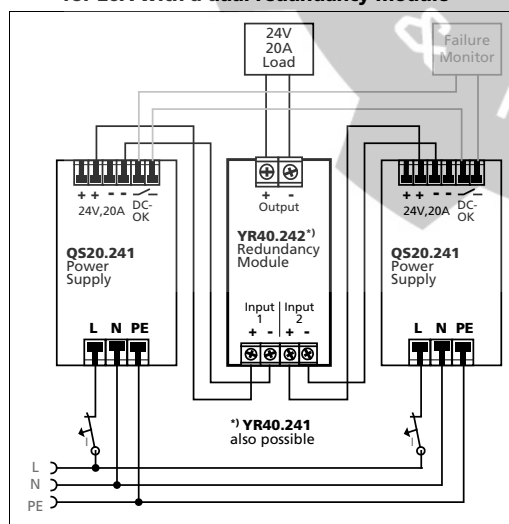 for 20A with a dual redundancy module
24V
20A
Load
Failure
Monitor
+ -
Output
YR40.242*)
Redundancy
Module
Input
1
Input
2
+ - + -
+ + - -
24V,20A
DC-
OK
QS20.241
Power
Supply
L N PE
+ + - -
24V,20A
DC-
OK
QS20.241
Power
Supply
L N PE
I
I
*) YR40.241
also possible
L
N
PE